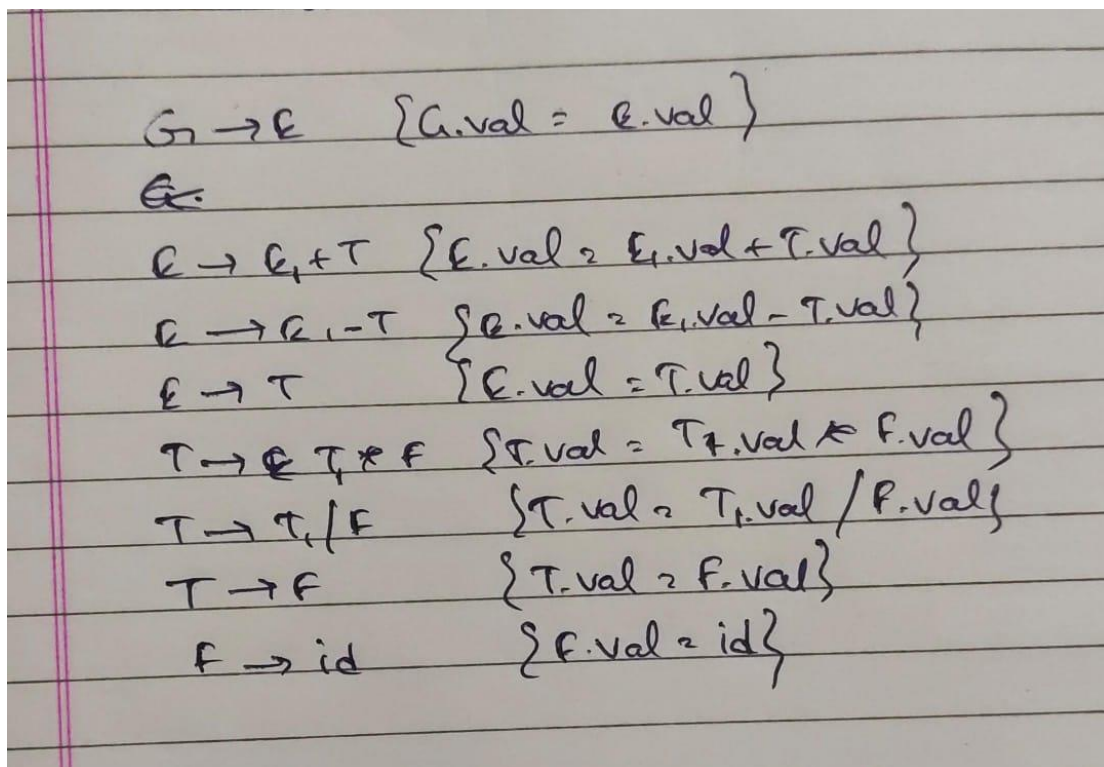 G → E {G.val = E.val}
E → E₁ + T {E.val = E₁.val + T.val}
E → E₁ - T {E.val = E₁.val - T.val}
E → T {E.val = T.val}
T → T₁ * F {T.val = T₁.val * F.val}
T → T₁ / F {T.val = T₁.val / F.val}
T → F {T.val = F.val}
F → id {F.val = id}